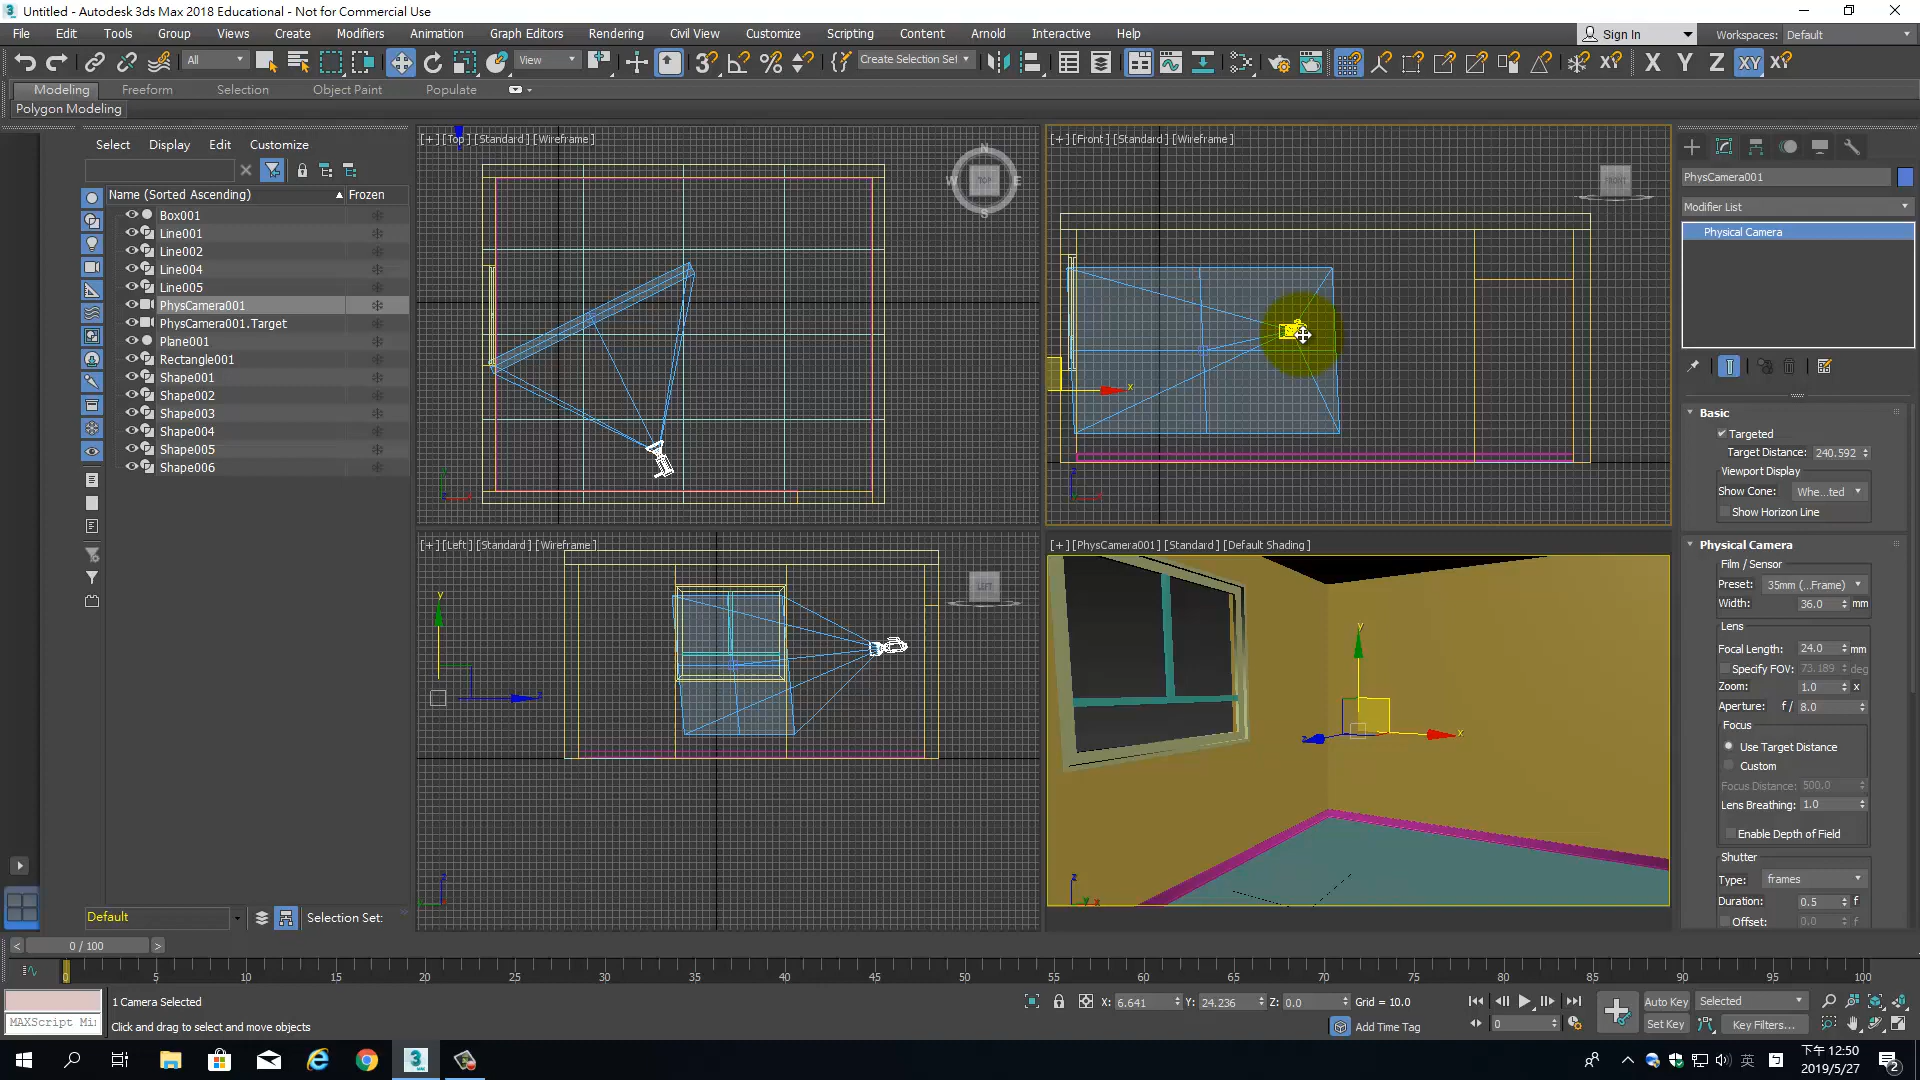 Untitled - Autodesk 3ds Max 2018 Educational - Not for Commercial Use
File Edit Tools Group Views Create Modifiers Animation Graph Editors Rendering Civil View Customize Scripting Content Arnold Interactive Help Sign In Workspaces: Default
All View Create Selection Sel X Y Z XY
Modeling Freeform Selection Object Paint Populate
Polygon Modeling
Select Display Edit Customize
Name (Sorted Ascending) Frozen
Box001
Line001
Line002
Line004
Line005
PhysCamera001
PhysCamera001.Target
Plane001
Rectangle001
Shape001
Shape002
Shape003
Shape004
Shape005
Shape006
Default Selection Set:
[+] [Top] [Standard] [Wireframe]
N
W TOP E
S
[+] [Front] [Standard] [Wireframe]
FRONT
x
[+] [Left] [Standard] [Wireframe]
LEFT
y
[+] [PhysCamera001] [Standard] [Default Shading]
y
x
PhysCamera001
Modifier List
Physical Camera
Basic
Targeted
Target Distance: 240.592
Viewport Display
Show Cone: Whe...ted
Show Horizon Line
Physical Camera
Film / Sensor
Preset: 35mm (...Frame)
Width: 36.0 mm
Lens
Focal Length: 24.0 mm
Specify FOV: 73.189 deg
Zoom: 1.0 x
Aperture: f / 8.0
Focus
Use Target Distance
Custom
Focus Distance: 500.0
Lens Breathing: 1.0
Enable Depth of Field
Shutter
Type: frames
Duration: 0.5 f
Offset: 0.0 f
< 0 / 100 >
0 5 10 15 20 25 30 35 40 45 50 55 60 65 70 75 80 85 90 95 100
1 Camera Selected X: 6.641 Y: 24.236 Z: 0.0 Grid = 10.0 Auto Key Selected
MAXScript Mi Click and drag to select and move objects Add Time Tag 0 Set Key Key Filters...
英 下午 12:50
2019/5/27 2